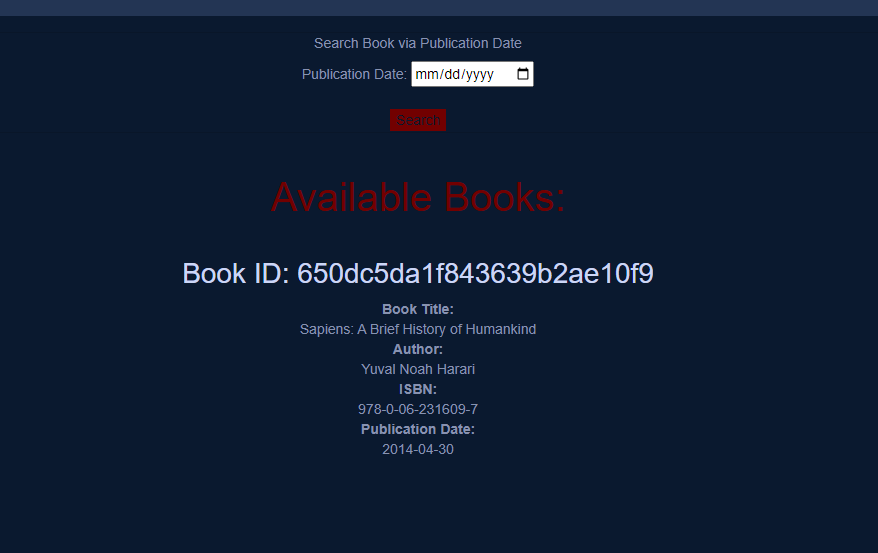 Search Book via Publication Date
Publication Date: mm/dd/yyyy
Search
Available Books:
Book ID: 650dc5da1f843639b2ae10f9
Book Title:
Sapiens: A Brief History of Humankind
Author:
Yuval Noah Harari
ISBN:
978-0-06-231609-7
Publication Date:
2014-04-30